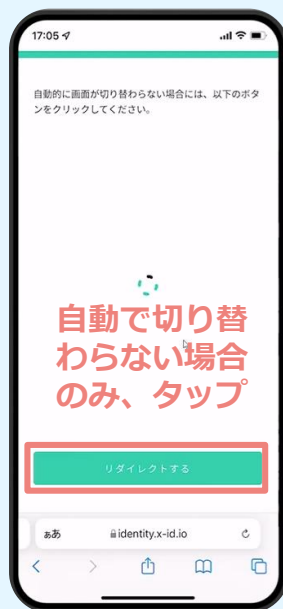 17:05
自動的に画面が切り替わらない場合には、以下のボタ
ンをクリックしてください。
自動で切り替
わらない場合
のみ、タップ
リダイレクトする
ぁあ identity.x-id.io